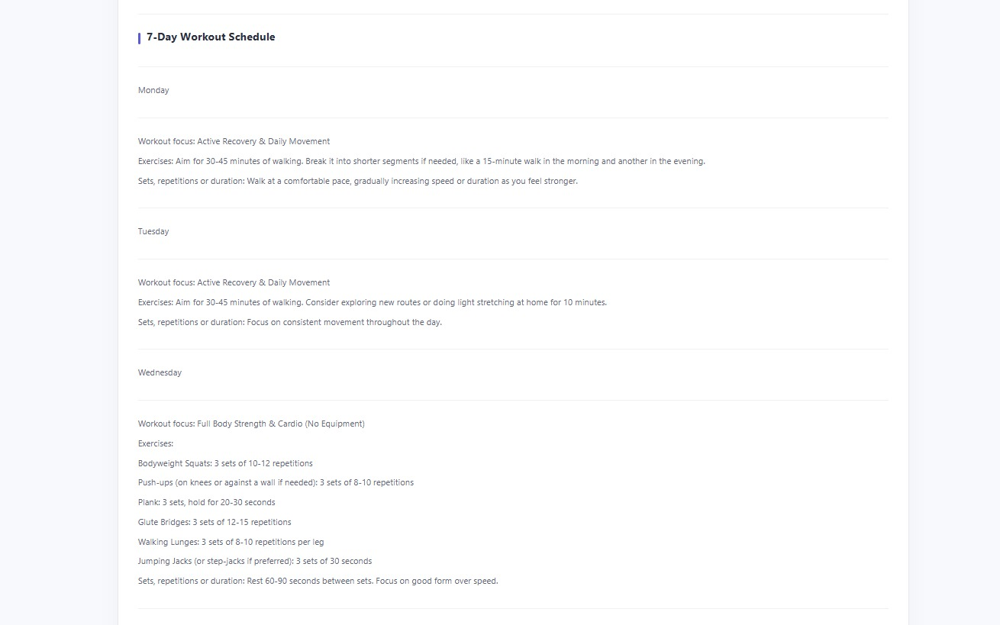 7-Day Workout Schedule
Monday
Workout focus: Active Recovery & Daily Movement
Exercises: Aim for 30-45 minutes of walking. Break it into shorter segments if needed, like a 15-minute walk in the morning and another in the evening.
Sets, repetitions or duration: Walk at a comfortable pace, gradually increasing speed or duration as you feel stronger.
Tuesday
Workout focus: Active Recovery & Daily Movement
Exercises: Aim for 30-45 minutes of walking. Consider exploring new routes or doing light stretching at home for 10 minutes.
Sets, repetitions or duration: Focus on consistent movement throughout the day.
Wednesday
Workout focus: Full Body Strength & Cardio (No Equipment)
Exercises:
Bodyweight Squats: 3 sets of 10-12 repetitions
Push-ups (on knees or against a wall if needed): 3 sets of 8-10 repetitions
Plank: 3 sets, hold for 20-30 seconds
Glute Bridges: 3 sets of 12-15 repetitions
Walking Lunges: 3 sets of 8-10 repetitions per leg
Jumping Jacks (or step-jacks if preferred): 3 sets of 30 seconds
Sets, repetitions or duration: Rest 60-90 seconds between sets. Focus on good form over speed.